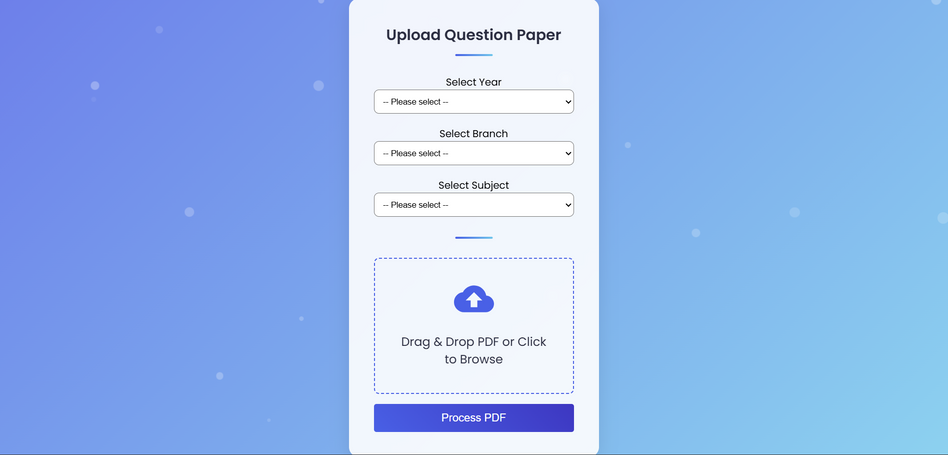 Upload Question Paper
Select Year
-- Please select --
Select Branch
-- Please select --
Select Subject
-- Please select --
Drag & Drop PDF or Click
to Browse
Process PDF